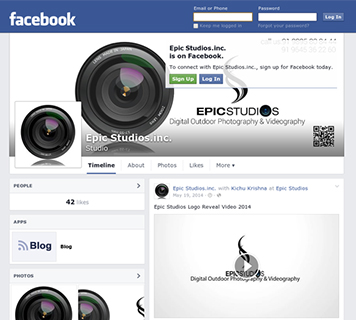 facebook
Email or Phone
Password
Keep me logged in
Forgot your password?
Log In
Epic Studios.inc.
is on Facebook.
To connect with Epic Studios.inc., sign up for Facebook today.
Sign Up
Log In
EPICSTUDIOS
Digital Outdoor Photography & Videography
Epic Studios.inc.
Studio
Timeline
About
Photos
Likes
More
PEOPLE
42 likes
APPS
Blog
Blog
PHOTOS
Epic Studios.inc. with Kichu Krishna at Epic Studios
May 10, 2014
Epic Studios Logo Reveal Video 2014
EPICSTUDIOS
Digital Outdoor Photography & Videography